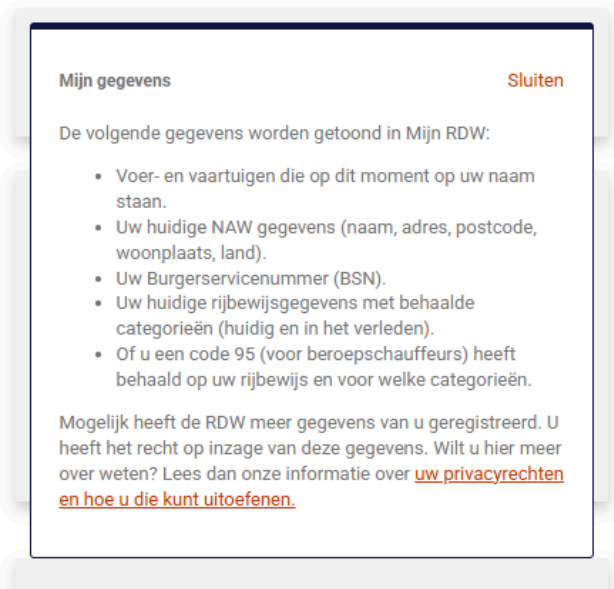 Mijn gegevens Sluiten
De volgende gegevens worden getoond in Mijn RDW:
• Voer- en vaartuigen die op dit moment op uw naam
staan.
• Uw huidige NAW gegevens (naam, adres, postcode,
woonplaats, land).
• Uw Burgerservicenummer (BSN).
• Uw huidige rijbewijsgegevens met behaalde
categorieën (huidig en in het verleden).
• Of u een code 95 (voor beroepschauffeurs) heeft
behaald op uw rijbewijs en voor welke categorieën.
Mogelijk heeft de RDW meer gegevens van u geregistreerd. U
heeft het recht op inzage van deze gegevens. Wilt u hier meer
over weten? Lees dan onze informatie over uw privacyrechten
en hoe u die kunt uitoefenen.